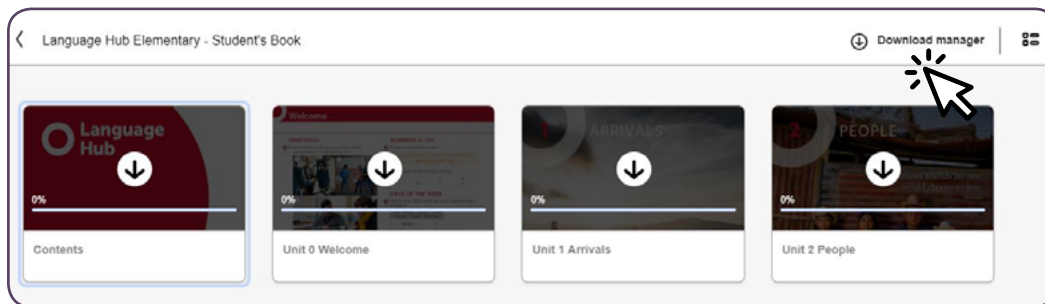 Language Hub Elementary - Student's Book
Download manager
Language
Hub
0%
Contents
Welcome
0%
Unit 0 Welcome
1 ARRIVALS
0%
Unit 1 Arrivals
2 PEOPLE
0%
Unit 2 People